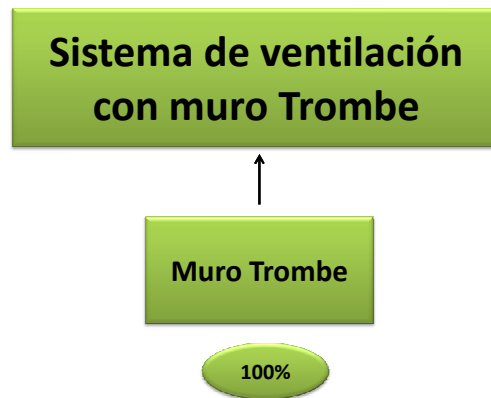 Sistema de ventilación
con muro Trombe
Muro Trombe
100%